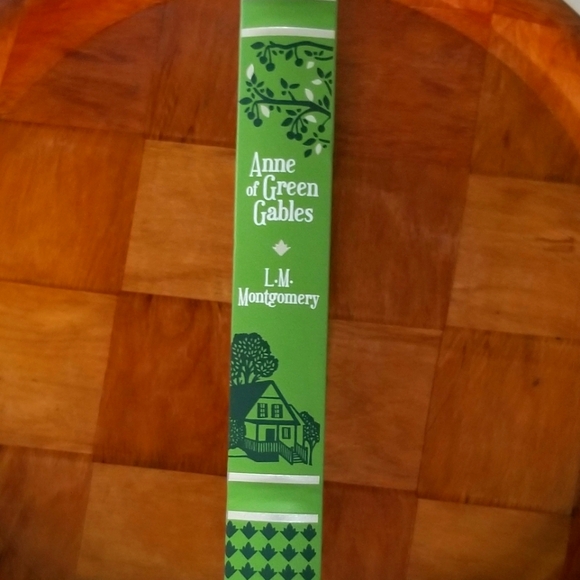 Anne
of Green
Gables
L·M·
Montgomery